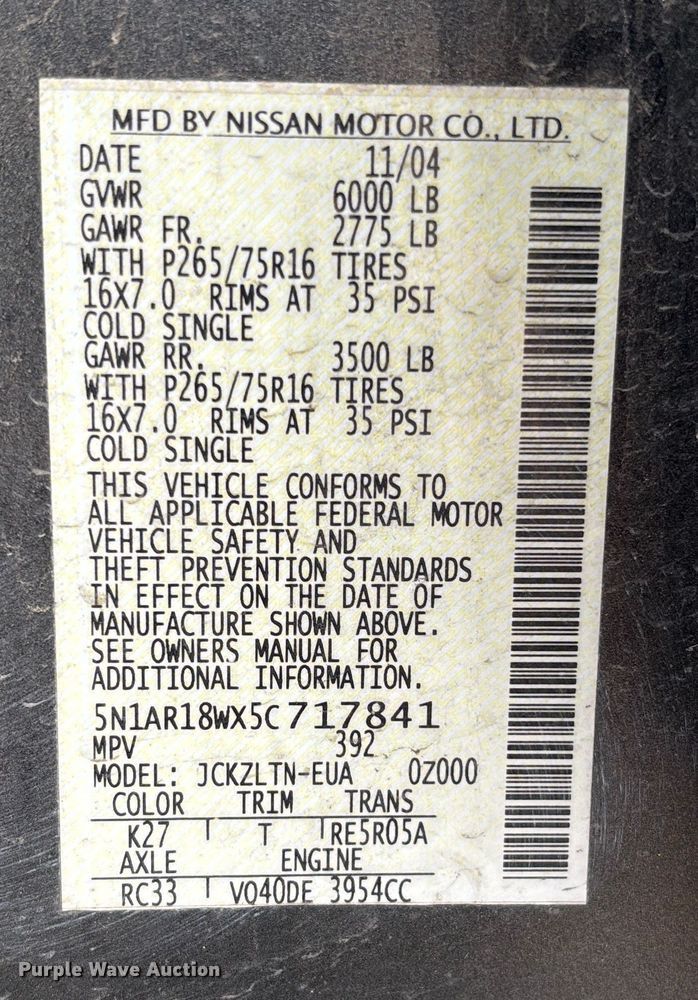 MFD BY NISSAN MOTOR CO., LTD.
DATE 11/04
GVWR 6000 LB
GAWR FR. 2775 LB
WITH P265/75R16 TIRES
16X7.0 RIMS AT 35 PSI
COLD SINGLE
GAWR RR. 3500 LB
WITH P265/75R16 TIRES
16X7.0 RIMS AT 35 PSI
COLD SINGLE
THIS VEHICLE CONFORMS TO
ALL APPLICABLE FEDERAL MOTOR
VEHICLE SAFETY AND
THEFT PREVENTION STANDARDS
IN EFFECT ON THE DATE OF
MANUFACTURE SHOWN ABOVE.
SEE OWNERS MANUAL FOR
ADDITIONAL INFORMATION.
5N1AR18WX5C717841
MPV 392
MODEL: JCKZLTN-EUA 0Z000
COLOR TRIM TRANS
K27 T RE5R05A
AXLE ENGINE
RC33 VQ40DE 3954CC
Purple Wave Auction